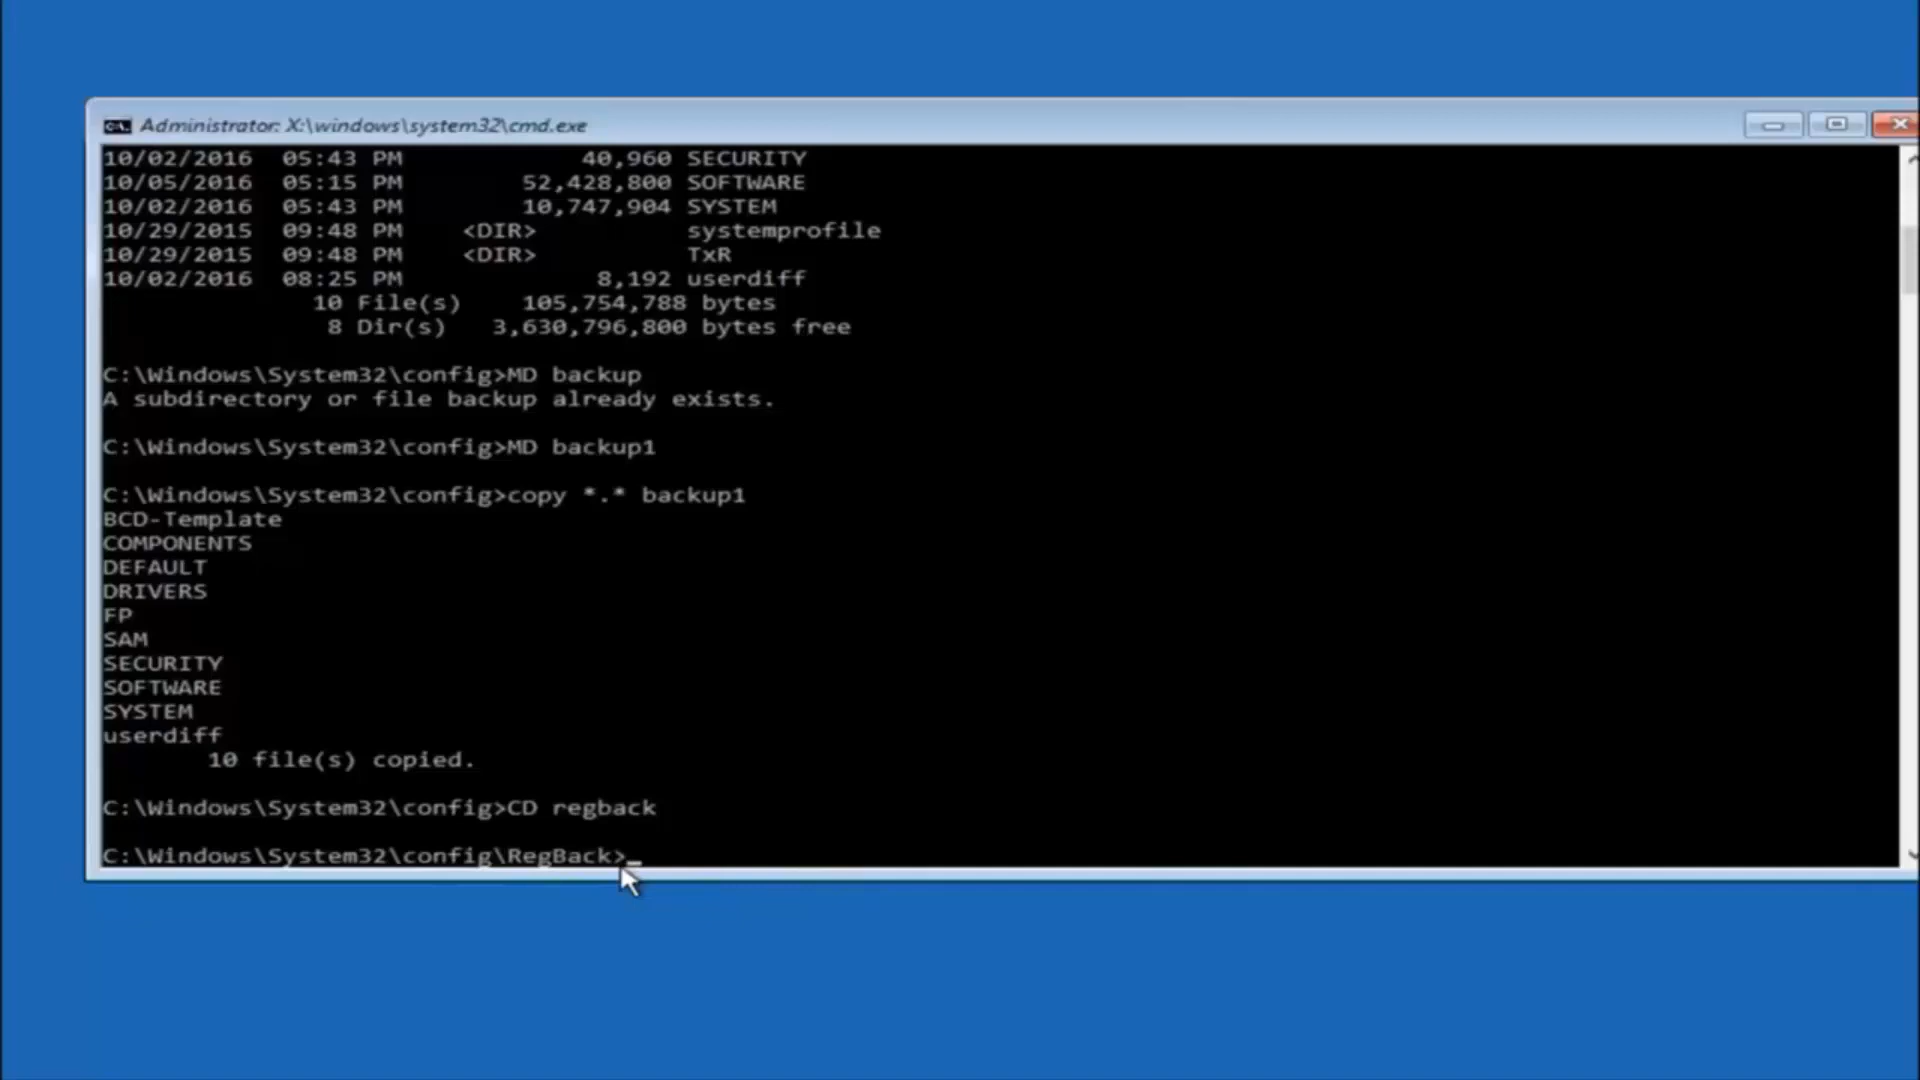 Administrator: X:\windows\system32\cmd.exe
10/02/2016  05:43 PM            40,960 SECURITY
10/05/2016  05:15 PM        52,428,800 SOFTWARE
10/02/2016  05:43 PM        10,747,904 SYSTEM
10/29/2015  09:48 PM    <DIR>          systemprofile
10/29/2015  09:48 PM    <DIR>          TxR
10/02/2016  08:25 PM             8,192 userdiff
10 File(s)    105,754,788 bytes
8 Dir(s)   3,630,796,800 bytes free
C:\Windows\System32\config>MD backup
A subdirectory or file backup already exists.
C:\Windows\System32\config>MD backup1
C:\Windows\System32\config>copy *.* backup1
BCD-Template
COMPONENTS
DEFAULT
DRIVERS
FP
SAM
SECURITY
SOFTWARE
SYSTEM
userdiff
10 file(s) copied.
C:\Windows\System32\config>CD regback
C:\Windows\System32\config\RegBack>_